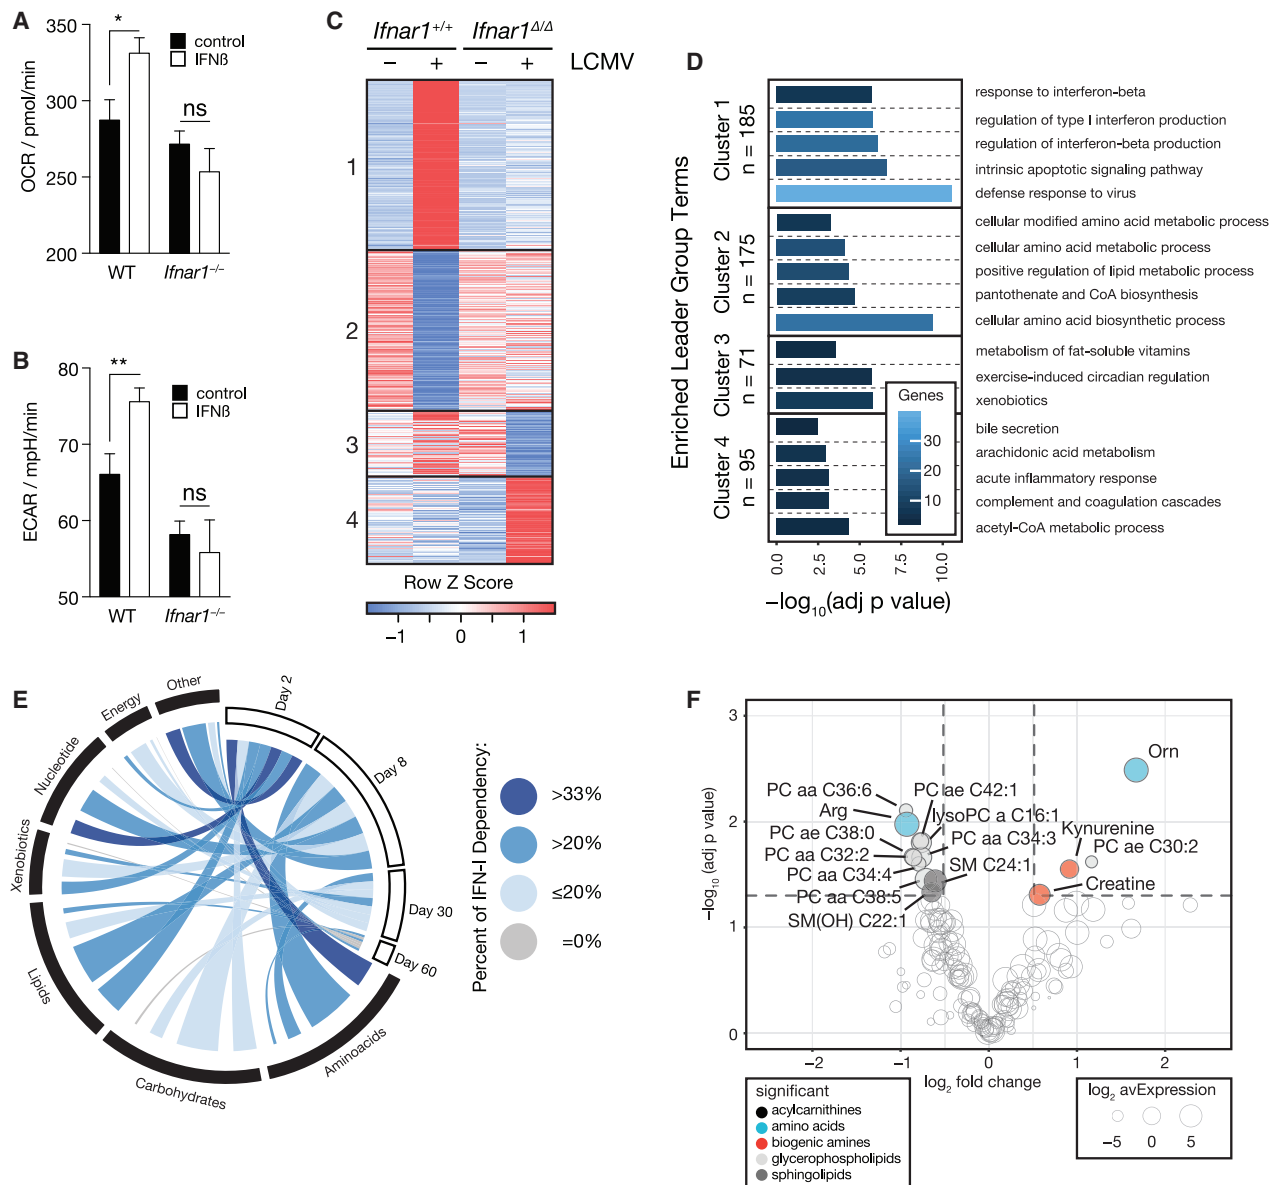 A
OCR / pmol/min
350
300
250
200
*
ns
control
IFNß
WT
Ifnar1–/–
B
ECAR / mpH/min
80
70
60
50
**
ns
control
IFNß
WT
Ifnar1–/–
C
Ifnar1+/+
Ifnar1Δ/Δ
– + – + LCMV
1
2
3
4
Row Z Score
−1 0 1
D
Enriched Leader Group Terms
Cluster 1
n = 185
response to interferon-beta
regulation of type I interferon production
regulation of interferon-beta production
intrinsic apoptotic signaling pathway
defense response to virus
Cluster 2
n = 175
cellular modified amino acid metabolic process
cellular amino acid metabolic process
positive regulation of lipid metabolic process
pantothenate and CoA biosynthesis
cellular amino acid biosynthetic process
Cluster 3
n = 71
metabolism of fat-soluble vitamins
exercise-induced circadian regulation
xenobiotics
Cluster 4
n = 95
bile secretion
arachidonic acid metabolism
acute inflammatory response
complement and coagulation cascades
acetyl-CoA metabolic process
Genes
30
20
10
0.0
2.5
5.0
7.5
10.0
−log10(adj p value)
E
Day 2
Day 8
Day 30
Day 60
Aminoacids
Carbohydrates
Lipids
Xenobiotics
Nucleotide
Energy
Other
Percent of IFN-I Dependency:
>33%
>20%
≤20%
=0%
F
−log10 (adj p value)
3
2
1
0
Orn
PC aa C36:6
PC ae C42:1
Arg
lysoPC a C16:1
PC ae C38:0
PC aa C34:3
Kynurenine
PC aa C32:2
PC ae C30:2
SM C24:1
PC aa C34:4
Creatine
PC aa C38:5
SM(OH) C22:1
−2 −1 0 1 2
log2 fold change
significant
acylcarnithines
amino acids
biogenic amines
glycerophospholipids
sphingolipids
log2 avExpression
−5 0 5